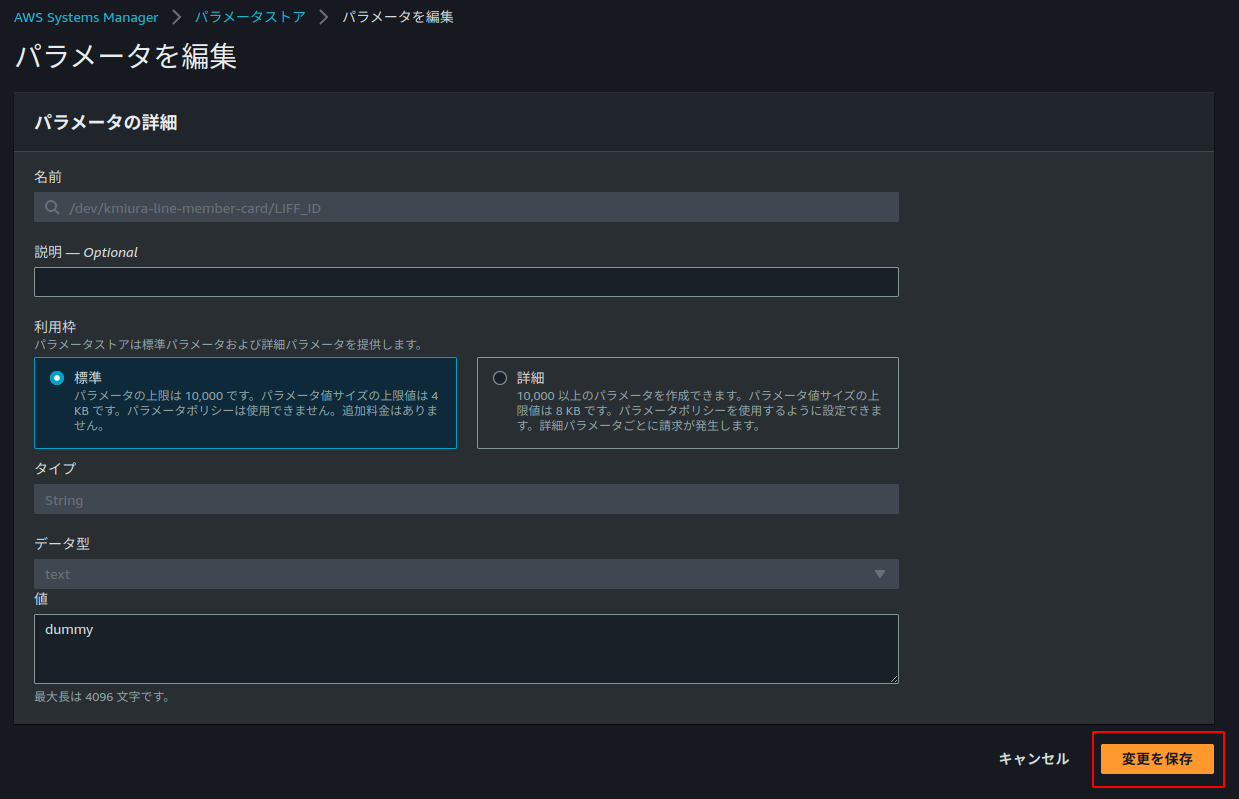 AWS Systems Manager > パラメータストア > パラメータを編集
パラメータを編集
パラメータの詳細
名前
/dev/kmiura-line-member-card/LIFF_ID
説明 — Optional
利用枠
パラメータストアは標準パラメータおよび詳細パラメータを提供します。
標準
パラメータの上限は 10,000 です。パラメータ値サイズの上限値は 4
KB です。パラメータポリシーは使用できません。追加料金はありま
せん。
詳細
10,000 以上のパラメータを作成できます。パラメータ値サイズの上
限値は 8 KB です。パラメータポリシーを使用するように設定できま
す。詳細パラメータごとに請求が発生します。
タイプ
String
データ型
text
値
dummy
最大長は 4096 文字です。
キャンセル
変更を保存